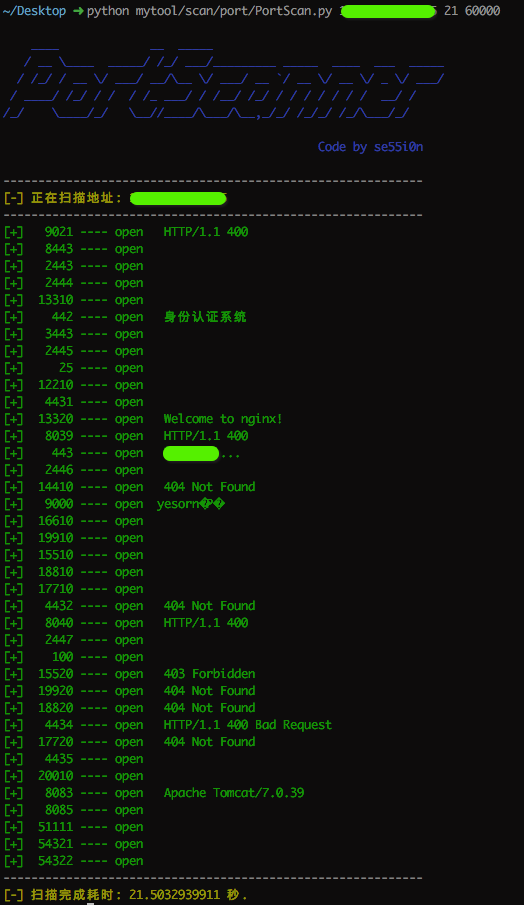 ~/Desktop ➜ python mytool/scan/port/PortScan.py 21 60000
PortScanner
Code by se55i0n
----------------------------------------------------------------
[-] 正在扫描地址:
----------------------------------------------------------------
[+] 9021 ---- open HTTP/1.1 400
[+] 8443 ---- open
[+] 2443 ---- open
[+] 2444 ---- open
[+] 13310 ---- open
[+] 442 ---- open 身份认证系统
[+] 3443 ---- open
[+] 2445 ---- open
[+] 25 ---- open
[+] 12210 ---- open
[+] 4431 ---- open
[+] 13320 ---- open Welcome to nginx!
[+] 8039 ---- open HTTP/1.1 400
[+] 443 ---- open ...
[+] 2446 ---- open
[+] 14410 ---- open 404 Not Found
[+] 9000 ---- open yesorn�P�
[+] 16610 ---- open
[+] 19910 ---- open
[+] 15510 ---- open
[+] 18810 ---- open
[+] 17710 ---- open
[+] 4432 ---- open 404 Not Found
[+] 8040 ---- open HTTP/1.1 400
[+] 2447 ---- open
[+] 100 ---- open
[+] 15520 ---- open 403 Forbidden
[+] 19920 ---- open 404 Not Found
[+] 18820 ---- open 404 Not Found
[+] 4434 ---- open HTTP/1.1 400 Bad Request
[+] 17720 ---- open 404 Not Found
[+] 4435 ---- open
[+] 20010 ---- open
[+] 8083 ---- open Apache Tomcat/7.0.39
[+] 8085 ---- open
[+] 51111 ---- open
[+] 54321 ---- open
[+] 54322 ---- open
----------------------------------------------------------------
[-] 扫描完成耗时: 21.5032939911 秒.